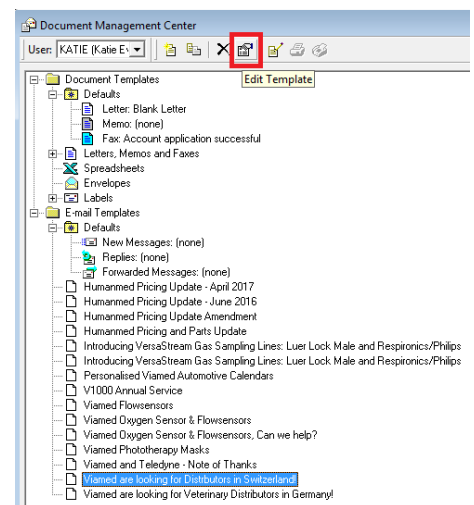 Document Management Center
User: KATIE (Katie Ev
Edit Template
Document Templates
Defaults
Letter: Blank Letter
Memo: (none)
Fax: Account application successful
Letters, Memos and Faxes
Spreadsheets
Envelopes
Labels
E-mail Templates
Defaults
New Messages: (none)
Replies: (none)
Forwarded Messages: (none)
Humanmed Pricing Update - April 2017
Humanmed Pricing Update - June 2016
Humanmed Pricing Update Amendment
Humanmed Pricing and Parts Update
Introducing VersaStream Gas Sampling Lines: Luer Lock Male and Respironics/Philips
Introducing VersaStream Gas Sampling Lines: Luer Lock Male and Respironics/Philips
Personalised Viamed Automotive Calendars
V1000 Annual Service
Viamed Flowsensors
Viamed Oxygen Sensor & Flowsensors
Viamed Oxygen Sensor & Flowsensors, Can we help?
Viamed Phototherapy Masks
Viamed and Teledyne - Note of Thanks
Viamed are looking for Distrbutors in Switzerland!
Viamed are looking for Veterinary Distributors in Germany!